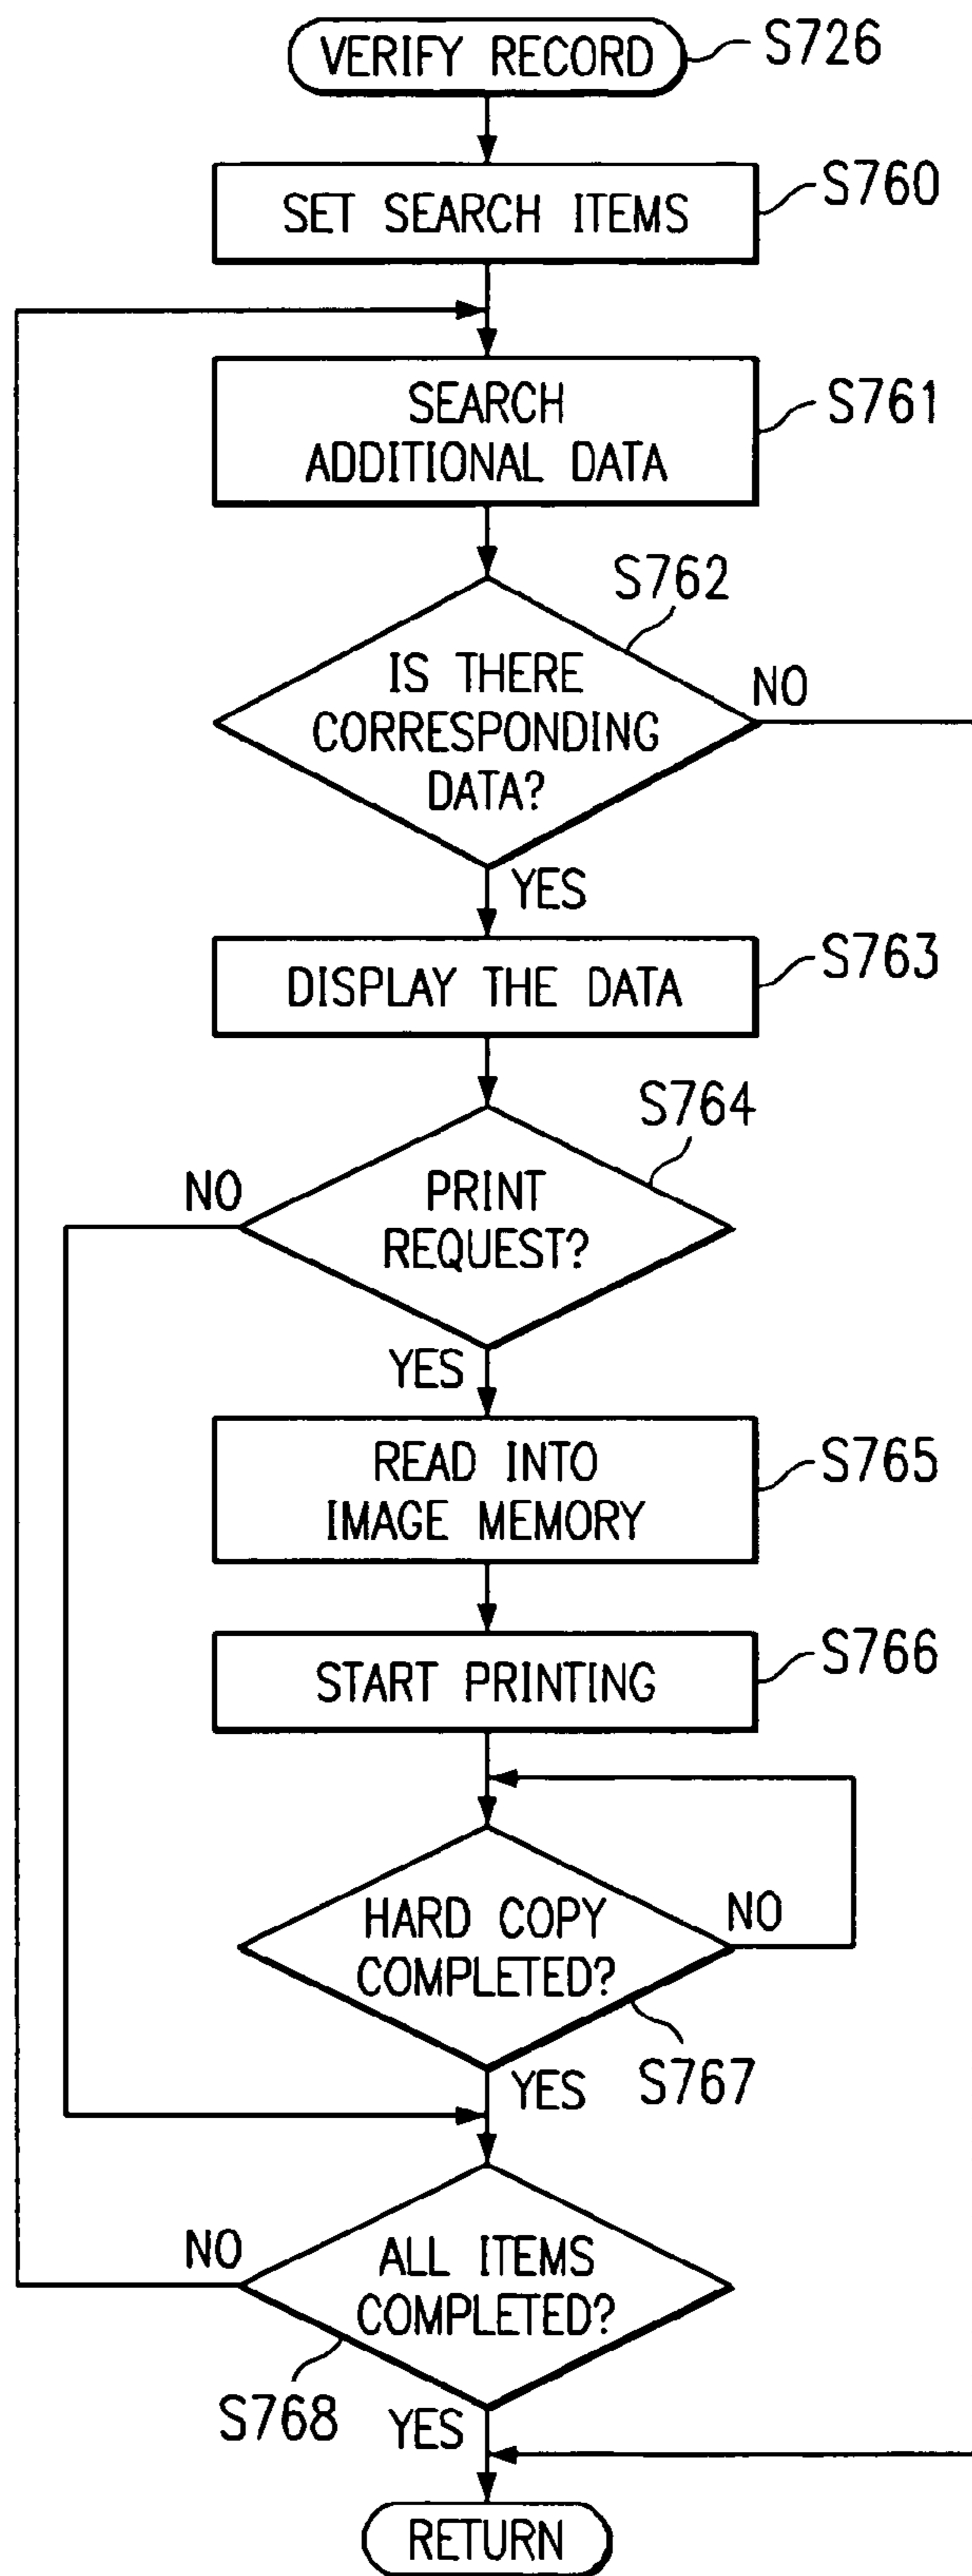 VERIFY RECORD
S726
SET SEARCH ITEMS
S760
SEARCH
ADDITIONAL DATA
S761
S762
IS THERE
CORRESPONDING
DATA?
NO
YES
DISPLAY THE DATA
S763
S764
PRINT
REQUEST?
NO
YES
READ INTO
IMAGE MEMORY
S765
START PRINTING
S766
HARD COPY
COMPLETED?
NO
S767
YES
ALL ITEMS
COMPLETED?
NO
S768
YES
RETURN